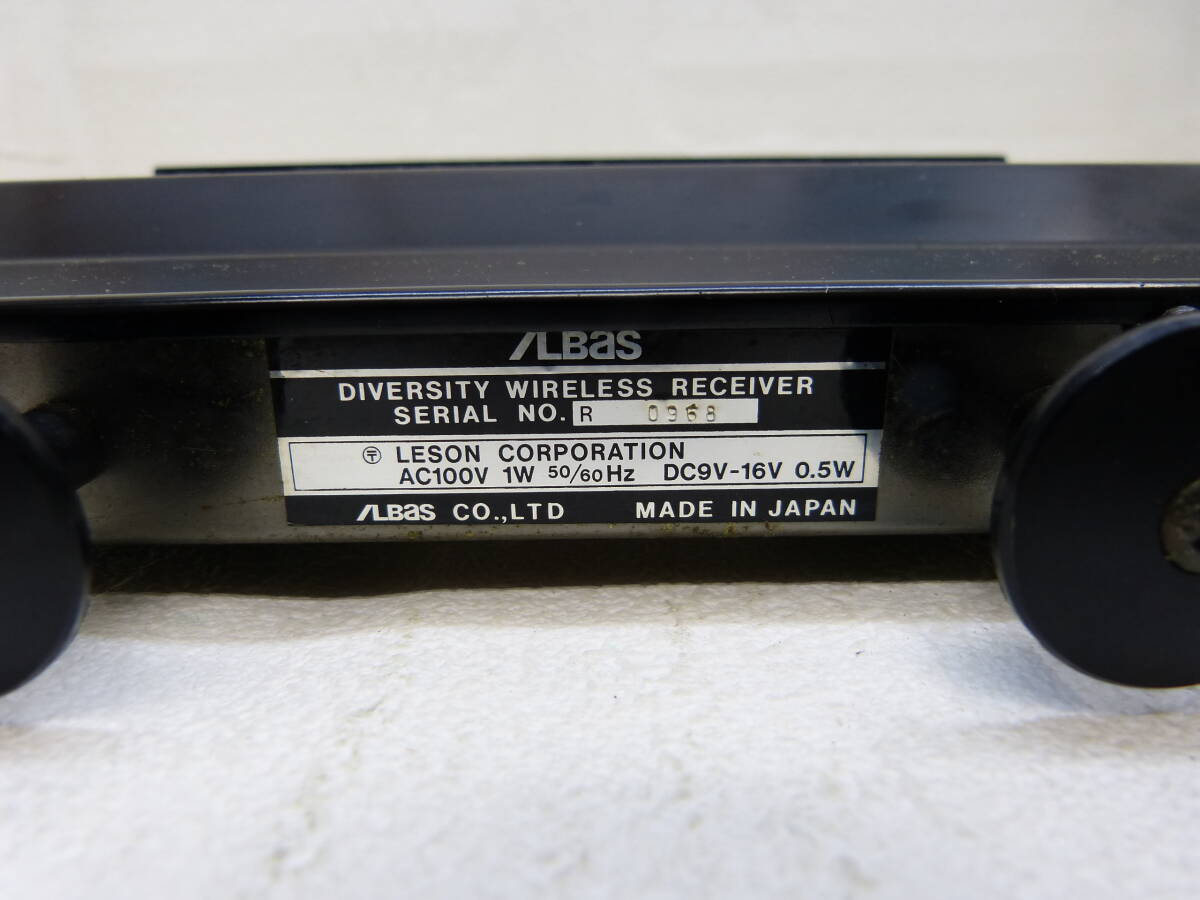 ALBas
DIVERSITY WIRELESS RECEIVER
SERIAL NO. R 0968
〶 LESON CORPORATION
AC100V 1W 50/60Hz DC9V-16V 0.5W
ALBas CO.,LTD MADE IN JAPAN